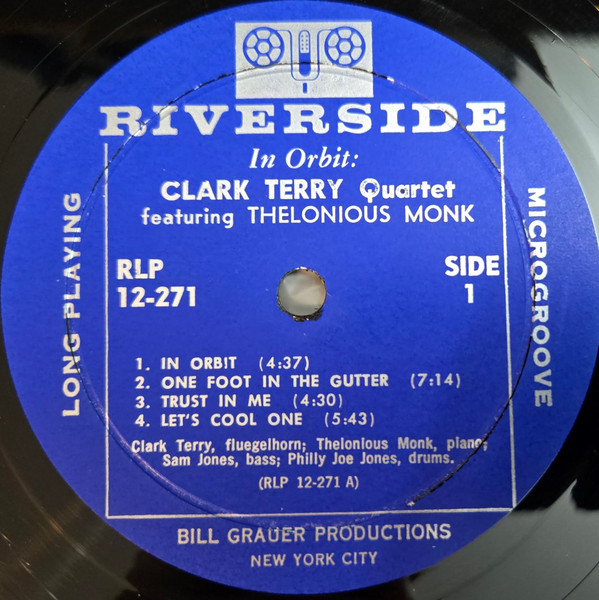 RIVERSIDE
In Orbit:
CLARK TERRY Quartet
featuring THELONIOUS MONK
LONG PLAYING
MICROGROOVE
RLP
12-271
SIDE
1
1. IN ORBIT (4:37)
2. ONE FOOT IN THE GUTTER (7:14)
3. TRUST IN ME (4:30)
4. LET'S COOL ONE (5:43)
Clark Terry, fluegelhorn; Thelonious Monk, piano;
Sam Jones, bass; Philly Joe Jones, drums.
(RLP 12-271 A)
BILL GRAUER PRODUCTIONS
NEW YORK CITY